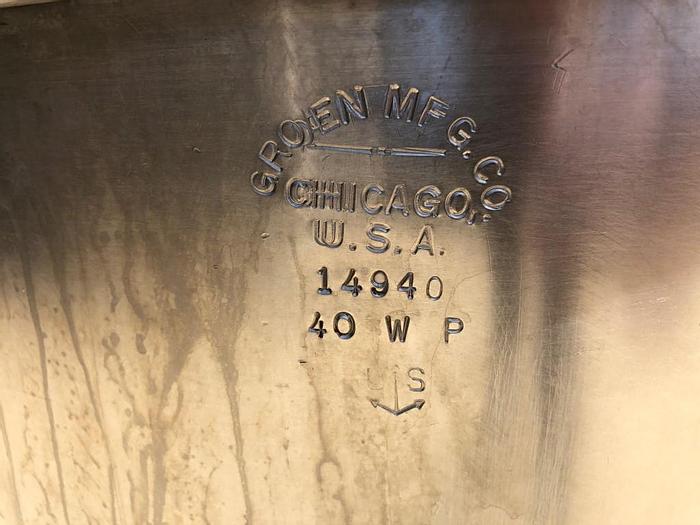 GROEN MFG. CO.
CHICAGO,
U.S.A.
14940
40 W P
U S